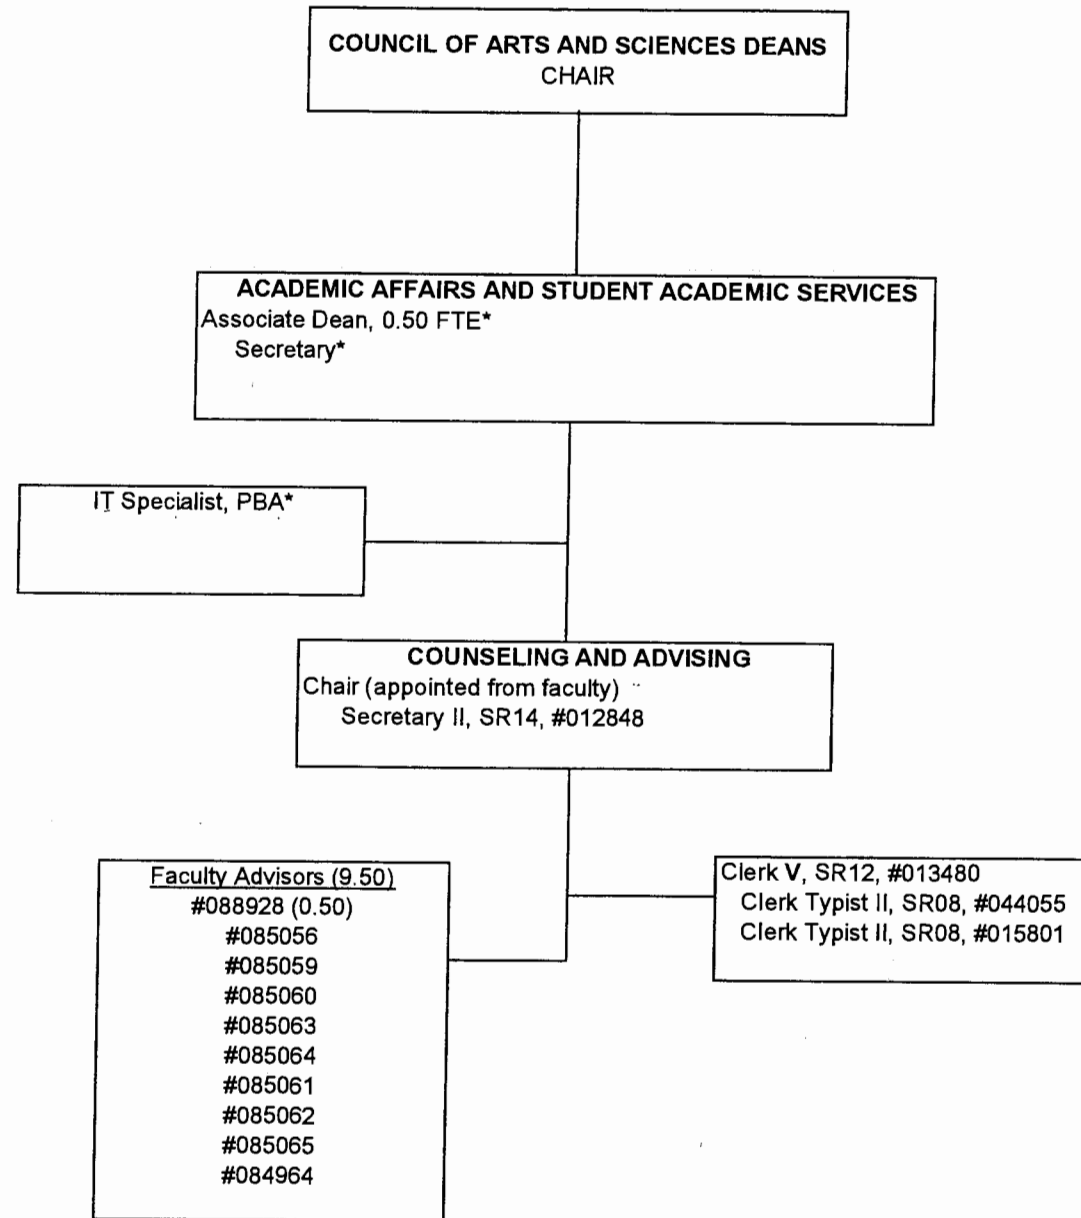 COUNCIL OF ARTS AND SCIENCES DEANS
CHAIR
ACADEMIC AFFAIRS AND STUDENT ACADEMIC SERVICES
Associate Dean, 0.50 FTE*
Secretary*
IT Specialist, PBA*
COUNSELING AND ADVISING
Chair (appointed from faculty)
Secretary II, SR14, #012848
Faculty Advisors (9.50)
#088928 (0.50)
#085056
#085059
#085060
#085063
#085064
#085061
#085062
#085065
#084964
Clerk V, SR12, #013480
Clerk Typist II, SR08, #044055
Clerk Typist II, SR08, #015801